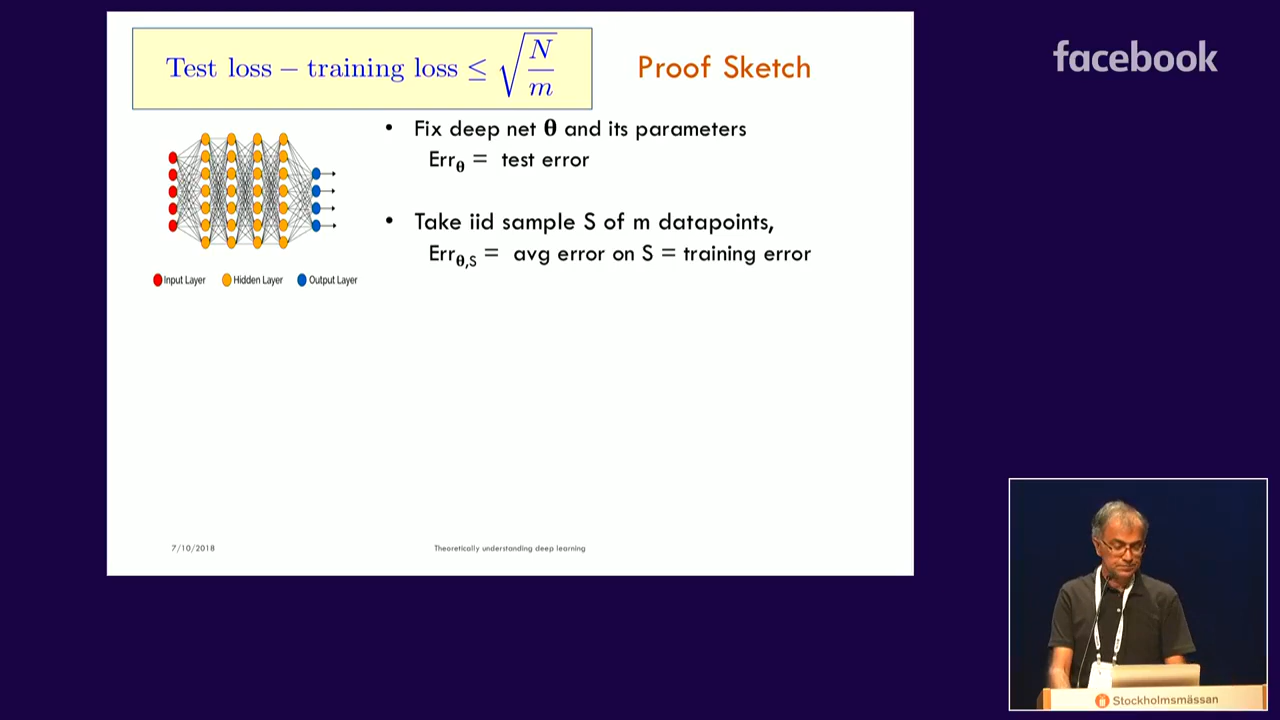 Test loss − training loss ≤ √(N/m)
Proof Sketch
facebook
• Fix deep net θ and its parameters
Err_θ = test error
• Take iid sample S of m datapoints,
Err_θ,S = avg error on S = training error
Input Layer Hidden Layer Output Layer
7/10/2018 Theoretically understanding deep learning
Stockholmsmässan